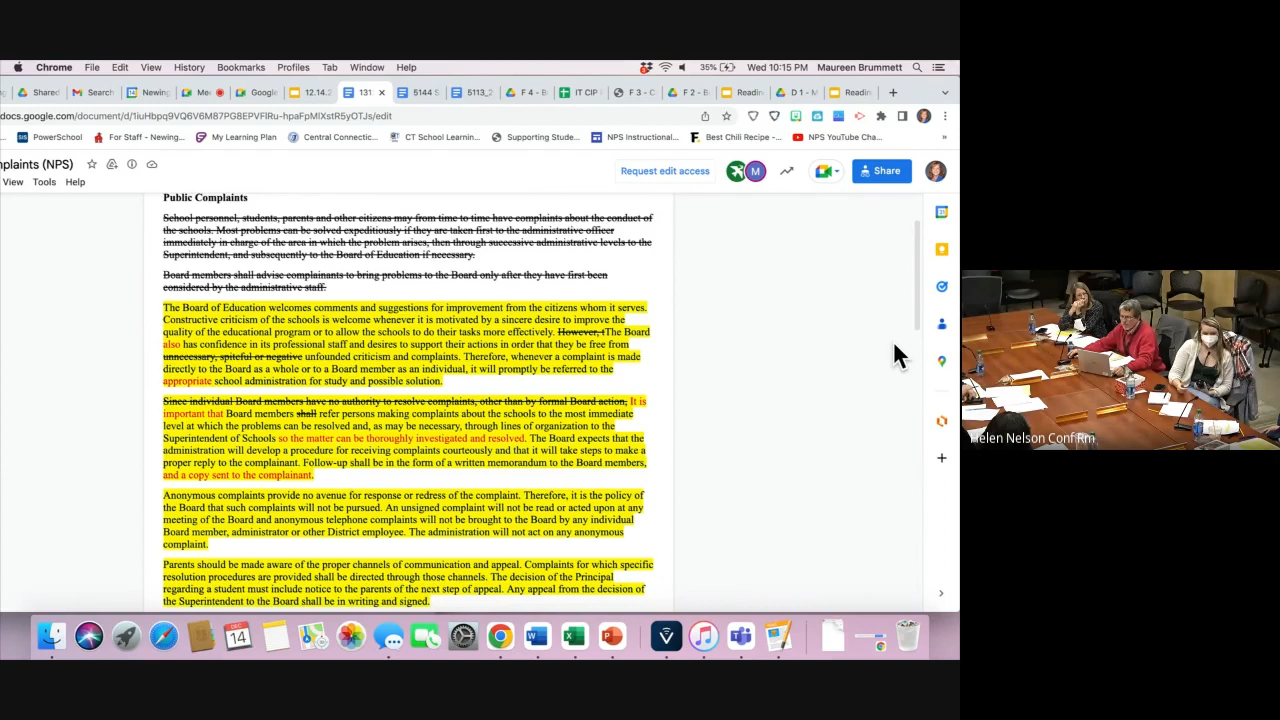 Chrome File Edit View History Bookmarks Profiles Tab Window Help 35% Wed 10:15 PM Maureen Brummett
Shared Search Newing Mee Google 12.14.2 131 5144 S 5113_2 F 4 - B IT CIP F 3 - C F 2 - B Readin D 1 - M Readin
docs.google.com/document/d/1iuHbpq9VQ6V6M87PG8EPVFIRu-hpaFpMIXstR5yOTJs/edit
PowerSchool For Staff - Newing... My Learning Plan Central Connectic... CT School Learnin... Supporting Stude... NPS Instructional... Best Chili Recipe -... NPS YouTube Cha... »
nplaints (NPS)
Request edit access M Share
View Tools Help
Public Complaints
School personnel, students, parents and other citizens may from time to time have complaints about the conduct of
the schools. Most problems can be solved expeditiously if they are taken first to the administrative officer
immediately in charge of the area in which the problem arises, then through successive administrative levels to the
Superintendent, and subsequently to the Board of Education if necessary.
Board members shall advise complainants to bring problems to the Board only after they have first been
considered by the administrative staff.
The Board of Education welcomes comments and suggestions for improvement from the citizens whom it serves.
Constructive criticism of the schools is welcome whenever it is motivated by a sincere desire to improve the
quality of the educational program or to allow the schools to do their tasks more effectively. However, tThe Board
also has confidence in its professional staff and desires to support their actions in order that they be free from
unnecessary, spiteful or negative unfounded criticism and complaints. Therefore, whenever a complaint is made
directly to the Board as a whole or to a Board member as an individual, it will promptly be referred to the
appropriate school administration for study and possible solution.
Since individual Board members have no authority to resolve complaints, other than by formal Board action, It is
important that Board members shall refer persons making complaints about the schools to the most immediate
level at which the problems can be resolved and, as may be necessary, through lines of organization to the
Superintendent of Schools so the matter can be thoroughly investigated and resolved. The Board expects that the
administration will develop a procedure for receiving complaints courteously and that it will take steps to make a
proper reply to the complainant. Follow-up shall be in the form of a written memorandum to the Board members,
and a copy sent to the complainant.
Anonymous complaints provide no avenue for response or redress of the complaint. Therefore, it is the policy of
the Board that such complaints will not be pursued. An unsigned complaint will not be read or acted upon at any
meeting of the Board and anonymous telephone complaints will not be brought to the Board by any individual
Board member, administrator or other District employee. The administration will not act on any anonymous
complaint.
Parents should be made aware of the proper channels of communication and appeal. Complaints for which specific
resolution procedures are provided shall be directed through those channels. The decision of the Principal
regarding a student must include notice to the parents of the next step of appeal. Any appeal from the decision of
the Superintendent to the Board shall be in writing and signed.
DEC
14
Helen Nelson Conf Rm